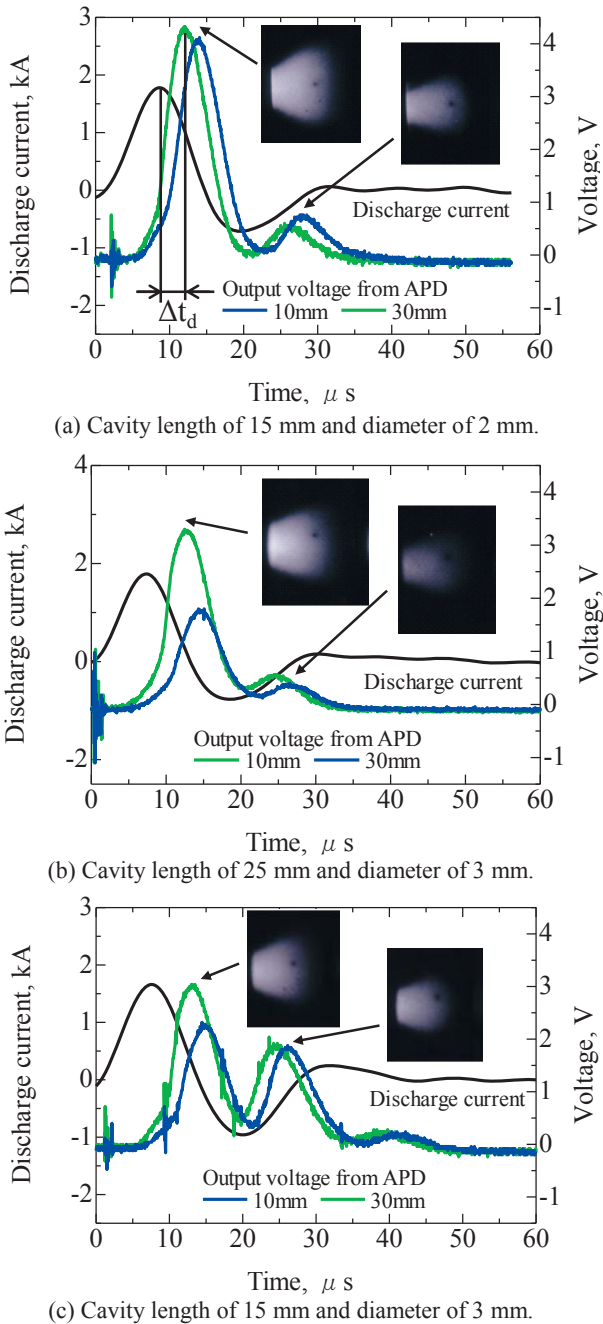 3
2
1
0
-1
-2
Discharge current, kA
4
3
2
1
0
-1
Voltage, V
Discharge current
Output voltage from APD
10mm 30mm
Δt_d
0 10 20 30 40 50 60
Time, μ s
(a) Cavity length of 15 mm and diameter of 2 mm.
4
2
0
-2
Discharge current, kA
4
3
2
1
0
-1
Voltage, V
Discharge current
Output voltage from APD
10mm 30mm
0 10 20 30 40 50 60
Time, μ s
(b) Cavity length of 25 mm and diameter of 3 mm.
3
2
1
0
-1
-2
Discharge current, kA
4
3
2
1
0
-1
Voltage, V
Discharge current
Output voltage from APD
10mm 30mm
0 10 20 30 40 50 60
Time, μ s
(c) Cavity length of 15 mm and diameter of 3 mm.